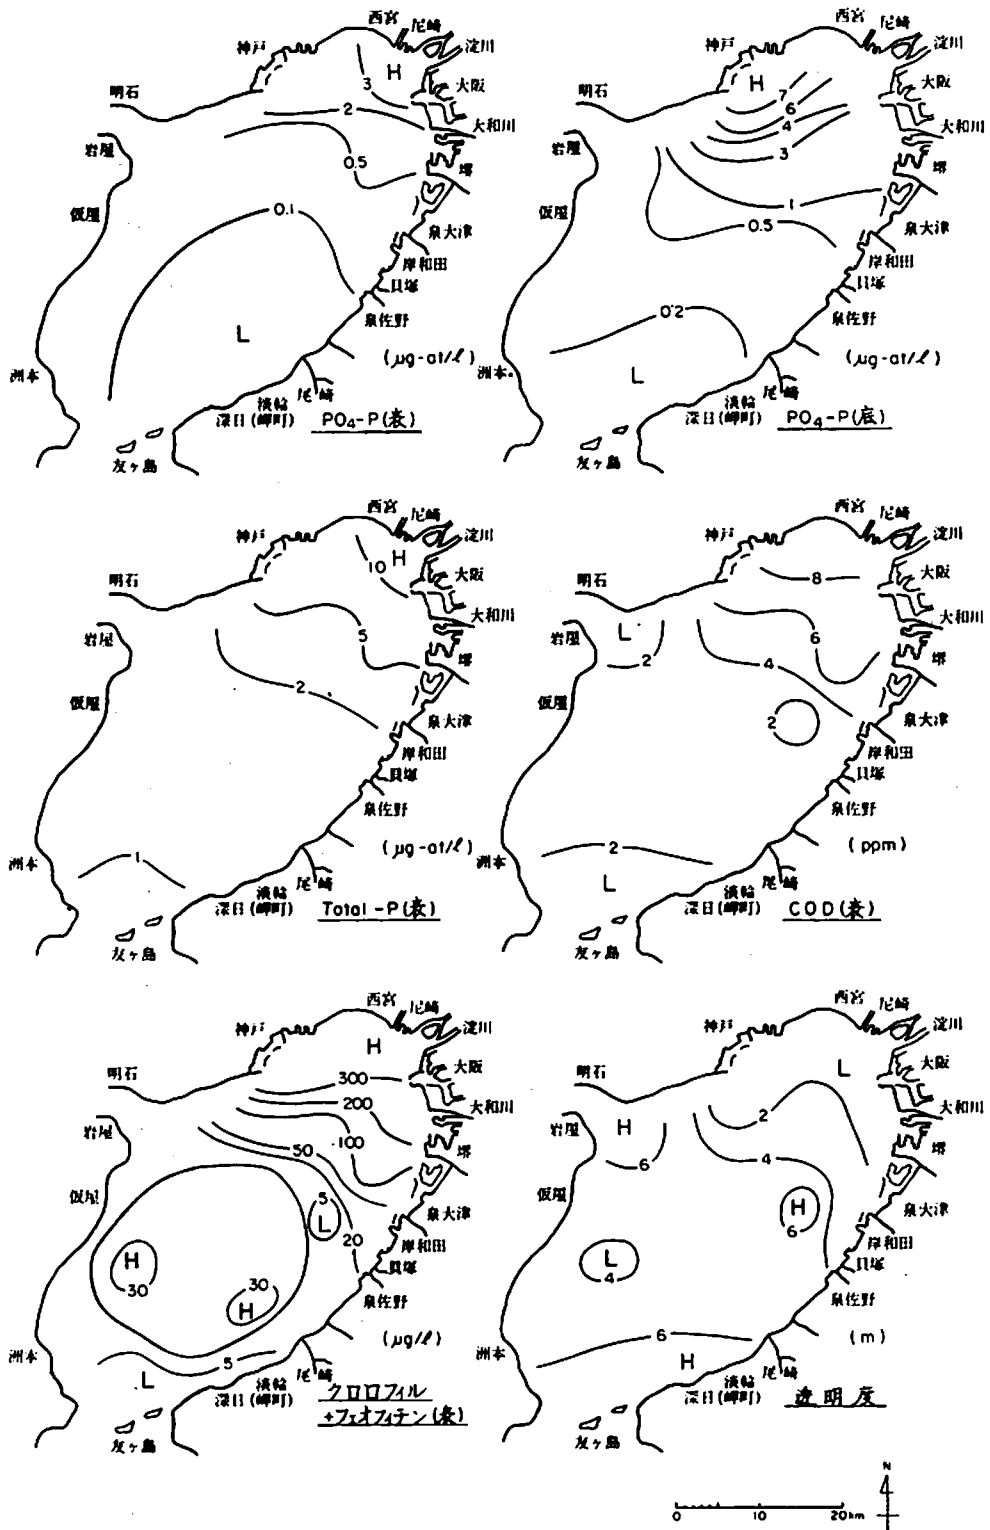 西宮
尼崎
神戸
淀川
H
3
大阪
明石
2
大和川
岩屋
0.5
堺
仮屋
0.1
泉大津
岸和田
貝塚
泉佐野
L
(μg-at/ℓ)
洲本
尾崎
淡輪
深日(岬町)
PO4-P(表)
友ヶ島
西宮
尼崎
神戸
淀川
H
大阪
7
明石
6
4
大和川
3
岩屋
堺
仮屋
1
0.5
泉大津
岸和田
貝塚
0.2
泉佐野
(μg-at/ℓ)
洲本
L
尾崎
淡輪
深日(岬町)
PO4-P(底)
友ヶ島
西宮
尼崎
神戸
淀川
H
10
大阪
明石
大和川
岩屋
5
堺
2
仮屋
泉大津
岸和田
貝塚
泉佐野
(μg-at/ℓ)
洲本
1
尾崎
淡輪
深日(岬町)
Total-P(表)
友ヶ島
西宮
尼崎
神戸
淀川
8
大阪
明石
大和川
岩屋
L
6
2
4
堺
仮屋
2
泉大津
岸和田
貝塚
泉佐野
(ppm)
洲本
2
L
尾崎
淡輪
深日(岬町)
COD(表)
友ヶ島
西宮
尼崎
神戸
淀川
H
大阪
明石
300
200
大和川
岩屋
100
50
堺
仮屋
5
L
泉大津
20
岸和田
H
貝塚
30
30
H
泉佐野
(μg/ℓ)
洲本
5
L
尾崎
淡輪
深日(岬町)
クロロフィル
+フェオフィテン(表)
友ヶ島
西宮
尼崎
神戸
淀川
L
大阪
明石
2
大和川
岩屋
H
6
4
堺
仮屋
H
6
泉大津
岸和田
L
4
貝塚
泉佐野
6
(m)
洲本
H
尾崎
淡輪
深日(岬町)
透明度
友ヶ島
N
0 10 20km